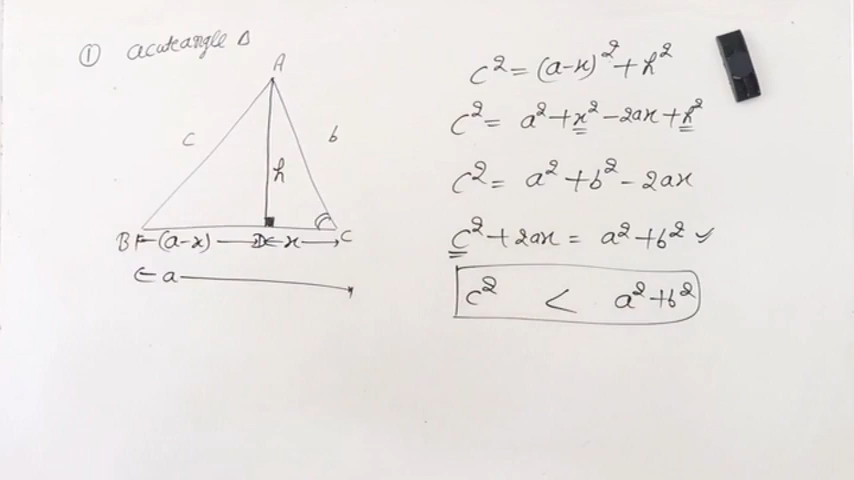 ① acuteangle Δ
A
c
b
h
B (a-x) D x C
a
c² = (a-x)² + h²
c² = a² + x² - 2ax + h²
c² = a² + b² - 2ax
c² + 2ax = a² + b² ✓
c² < a² + b²